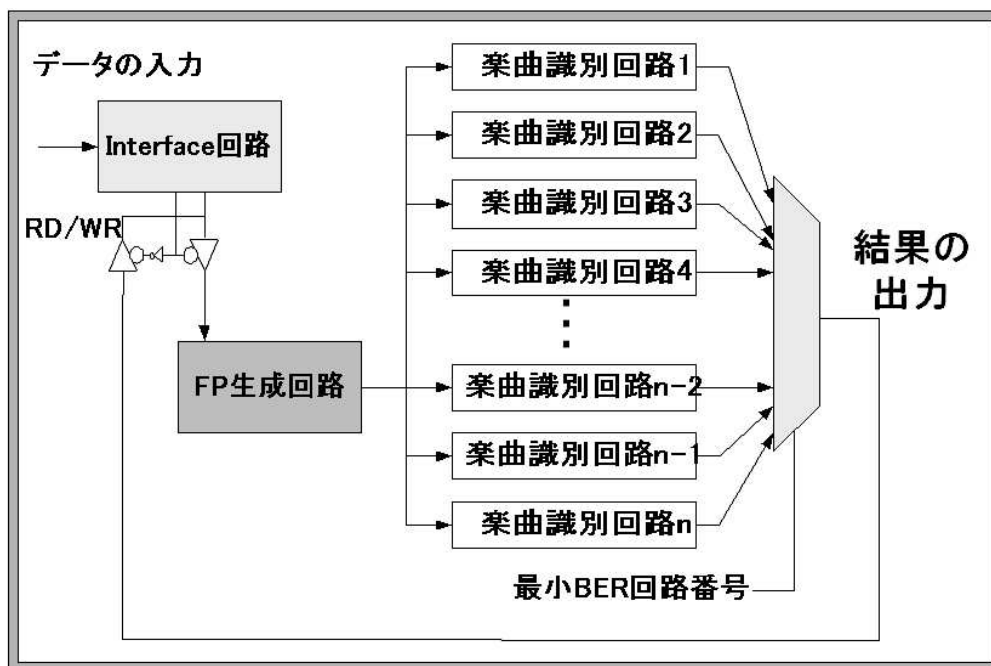 データの入力
Interface回路
RD/WR
FP生成回路
楽曲識別回路1
楽曲識別回路2
楽曲識別回路3
楽曲識別回路4
楽曲識別回路n-2
楽曲識別回路n-1
楽曲識別回路n
結果の
出力
最小BER回路番号